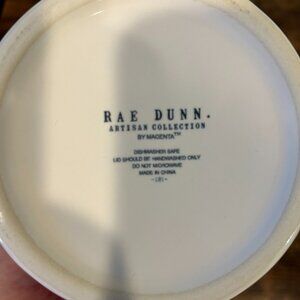 RAE DUNN.
ARTISAN COLLECTION
BY MAGENTA™
DISHWASHER SAFE
LID SHOULD BE HANDWASHED ONLY
DO NOT MICROWAVE
MADE IN CHINA